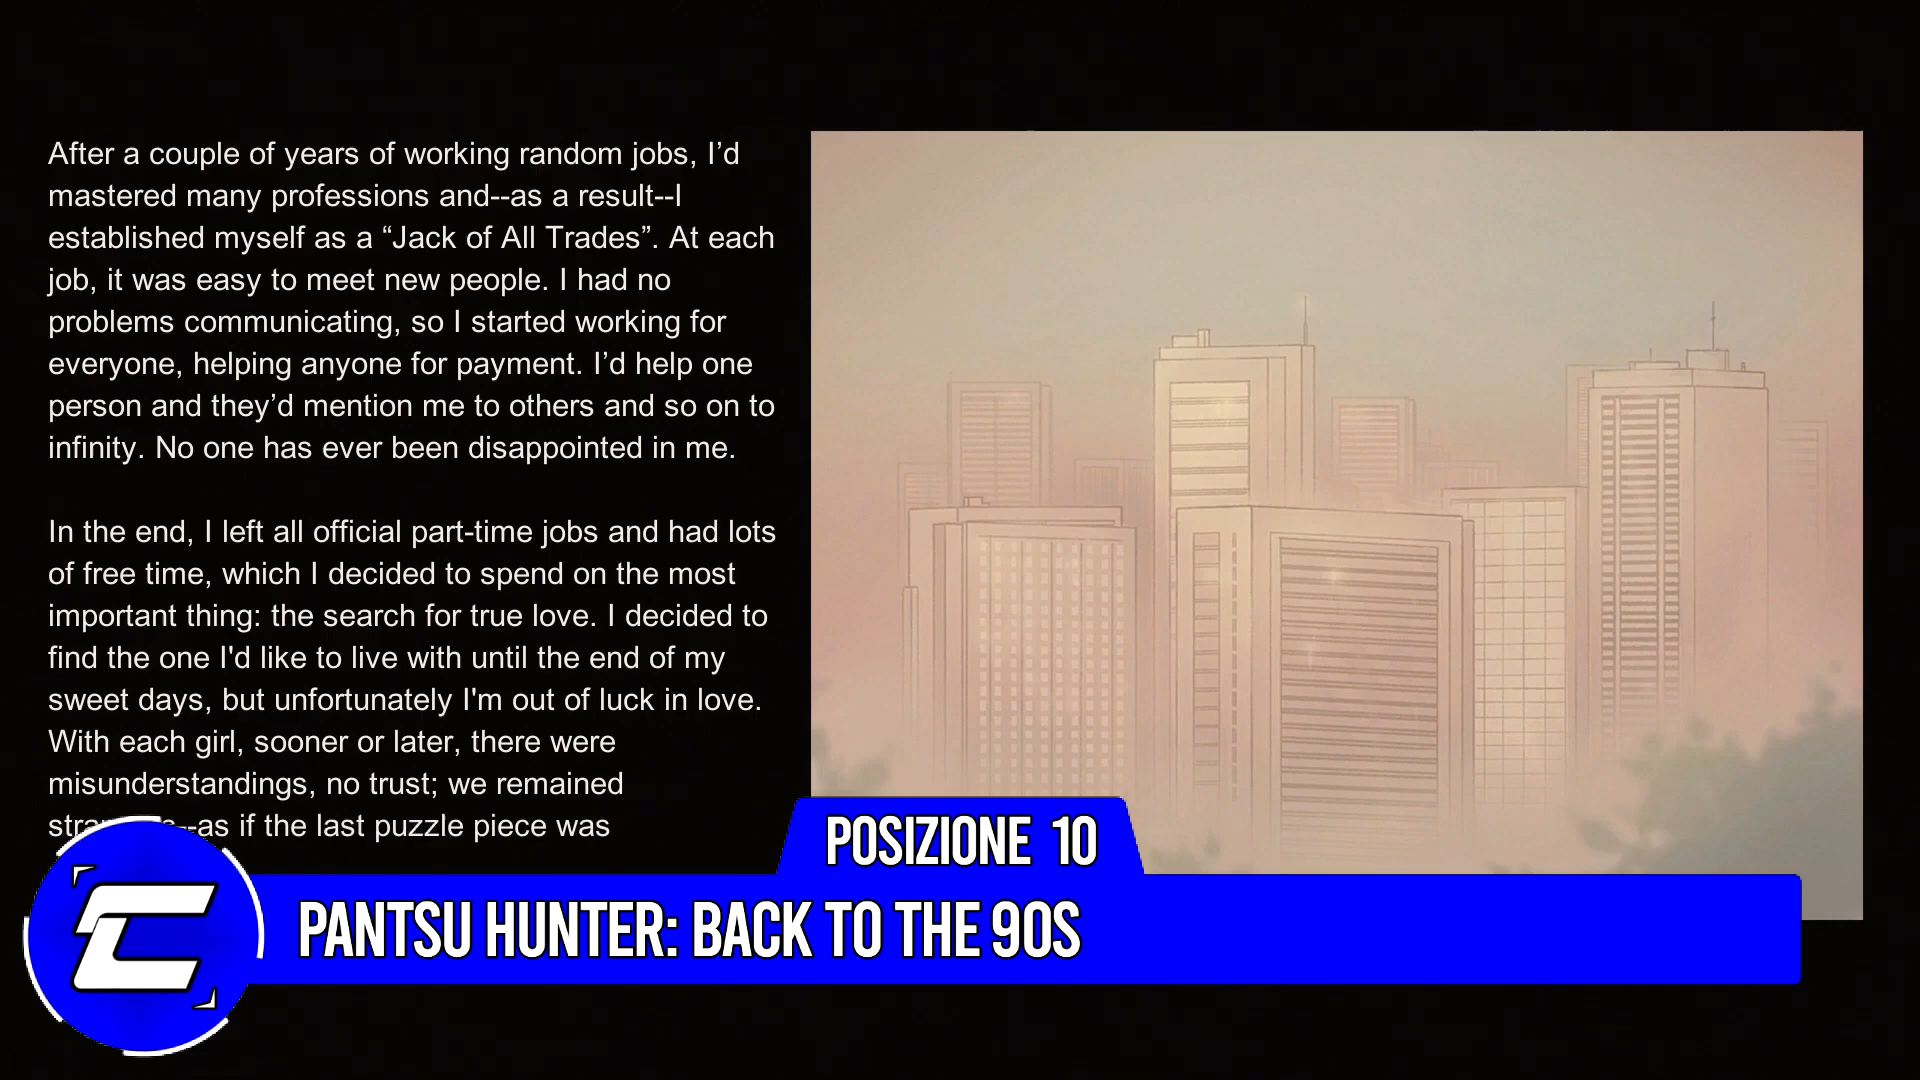 After a couple of years of working random jobs, I’d
mastered many professions and--as a result--I
established myself as a “Jack of All Trades”. At each
job, it was easy to meet new people. I had no
problems communicating, so I started working for
everyone, helping anyone for payment. I’d help one
person and they’d mention me to others and so on to
infinity. No one has ever been disappointed in me.
In the end, I left all official part-time jobs and had lots
of free time, which I decided to spend on the most
important thing: the search for true love. I decided to
find the one I'd like to live with until the end of my
sweet days, but unfortunately I'm out of luck in love.
With each girl, sooner or later, there were
misunderstandings, no trust; we remained
--as if the last puzzle piece was
POSIZIONE 10
PANTSU HUNTER: BACK TO THE 90S
C